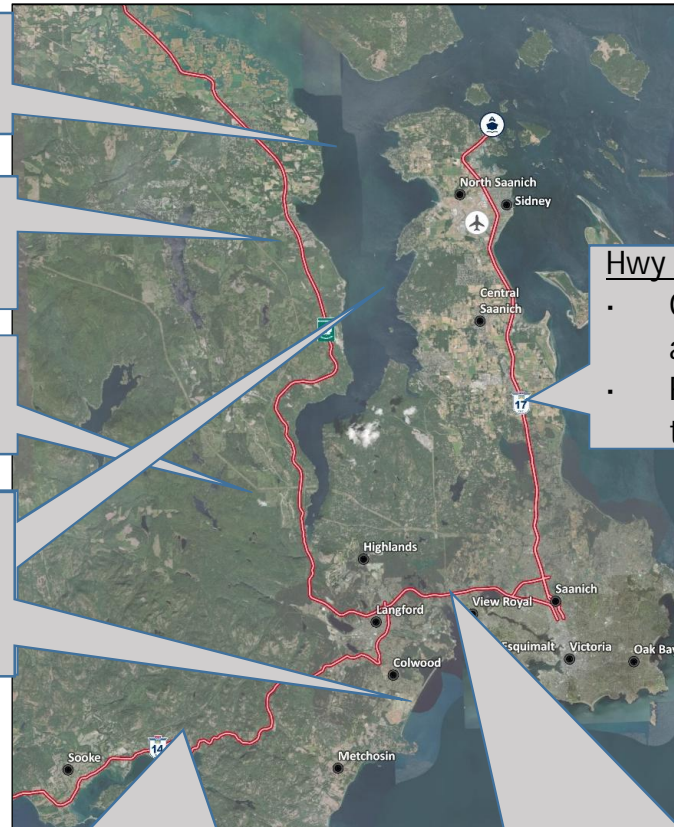 North Saanich
Sidney
Hwy
Central
Saanich
17
Highlands
Saanich
View Royal
Langford
Esquimalt
Victoria
Oak Bay
Colwood
14
Sooke
Metchosin